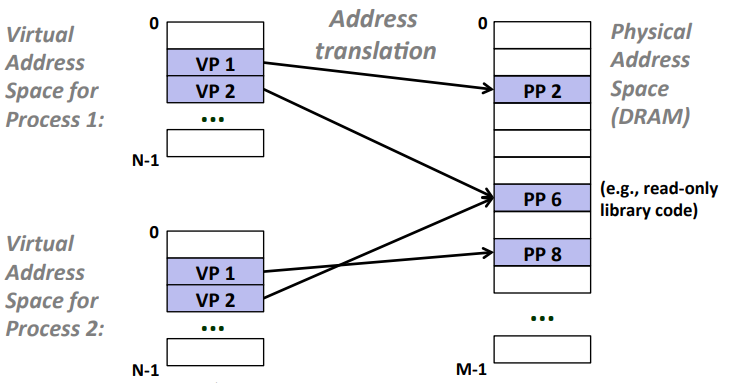 Virtual
Address
Space for
Process 1:
0
VP 1
VP 2
...
N-1
Address
translation
0
PP 2
PP 6
PP 8
...
M-1
Physical
Address
Space
(DRAM)
(e.g., read-only
library code)
Virtual
Address
Space for
Process 2:
0
VP 1
VP 2
...
N-1